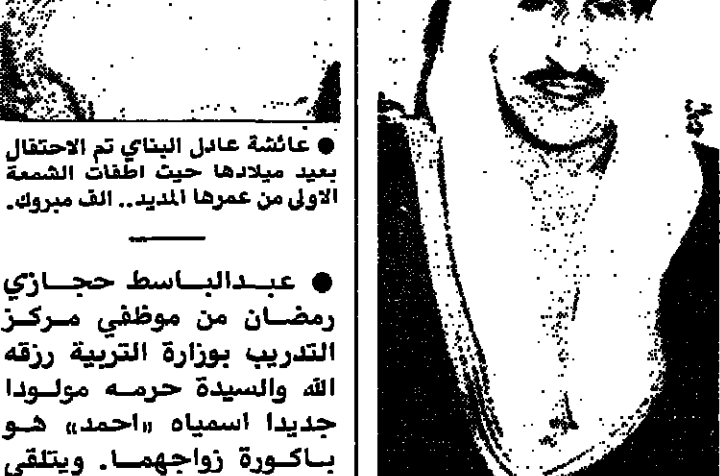 ● عائشة عادل البناي تم الاحتفال
بعيد ميلادها حيث اطفات الشمعة
الاولى من عمرها المديد.. الف مبروك.
● عبدالباسط حجازي
رمضان من موظفي مركز
التدريب بوزارة التربية رزقه
الله والسيدة حرمه مولودا
جديدا اسمياه «احمد» هو
باكورة زواجهما. ويتلقى